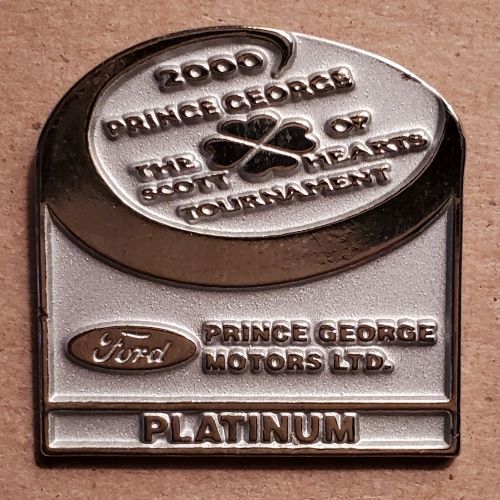 2000
PRINCE GEORGE
THE OF
SCOTT HEARTS
TOURNAMENT
Ford
PRINCE GEORGE
MOTORS LTD.
PLATINUM